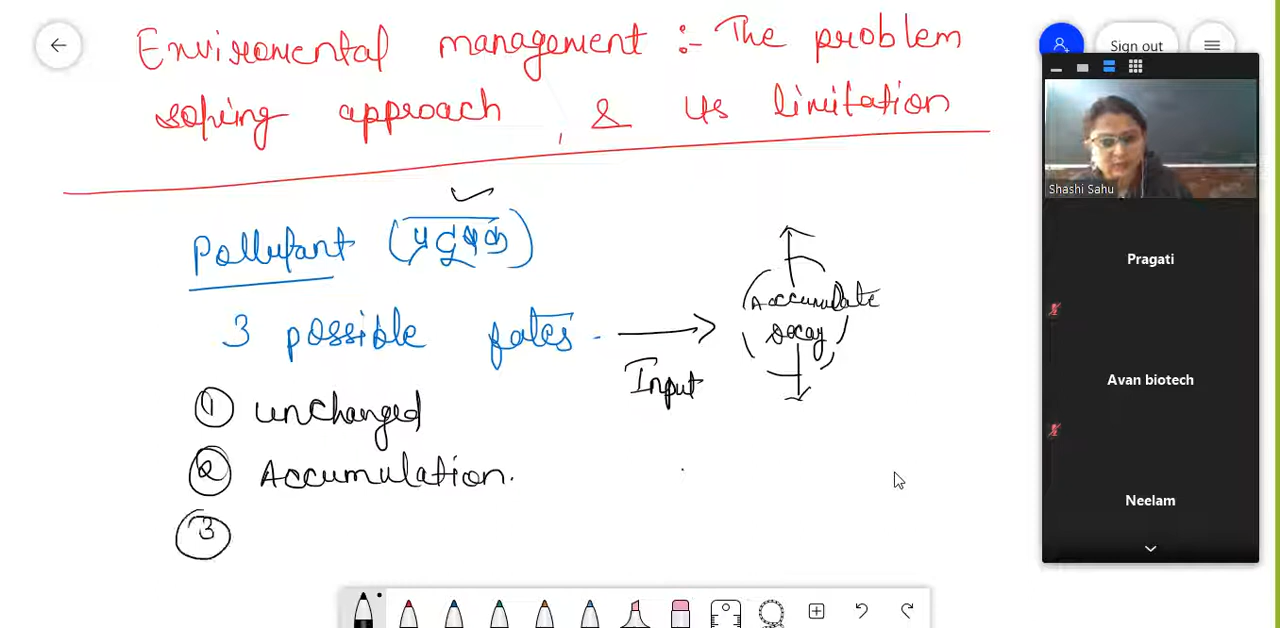 Enviromental management :- The problem
solving approach, & its limitation
Pollutant (प्रदूषक)
3 possible fates
Input
Accumulate
Decay
① unchanged
② Accumulation.
③
Sign out
Shashi Sahu
Pragati
Avan biotech
Neelam